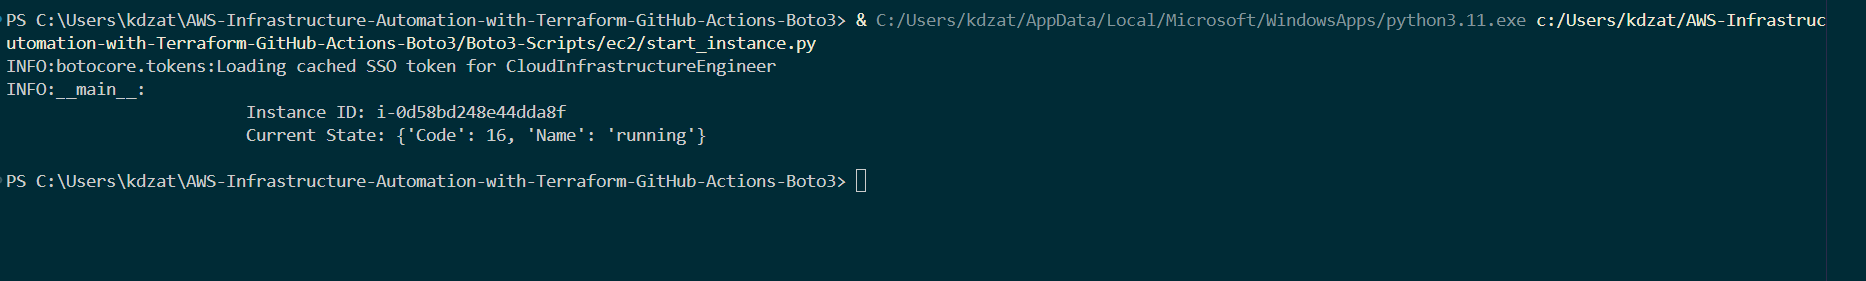 PS C:\Users\kdzat\AWS-Infrastructure-Automation-with-Terraform-GitHub-Actions-Boto3> & C:/Users/kdzat/AppData/Local/Microsoft/WindowsApps/python3.11.exe c:/Users/kdzat/AWS-Infrastruc
utomation-with-Terraform-GitHub-Actions-Boto3/Boto3-Scripts/ec2/start_instance.py
INFO:botocore.tokens:Loading cached SSO token for CloudInfrastructureEngineer
INFO:__main__:
Instance ID: i-0d58bd248e44dda8f
Current State: {'Code': 16, 'Name': 'running'}
PS C:\Users\kdzat\AWS-Infrastructure-Automation-with-Terraform-GitHub-Actions-Boto3>